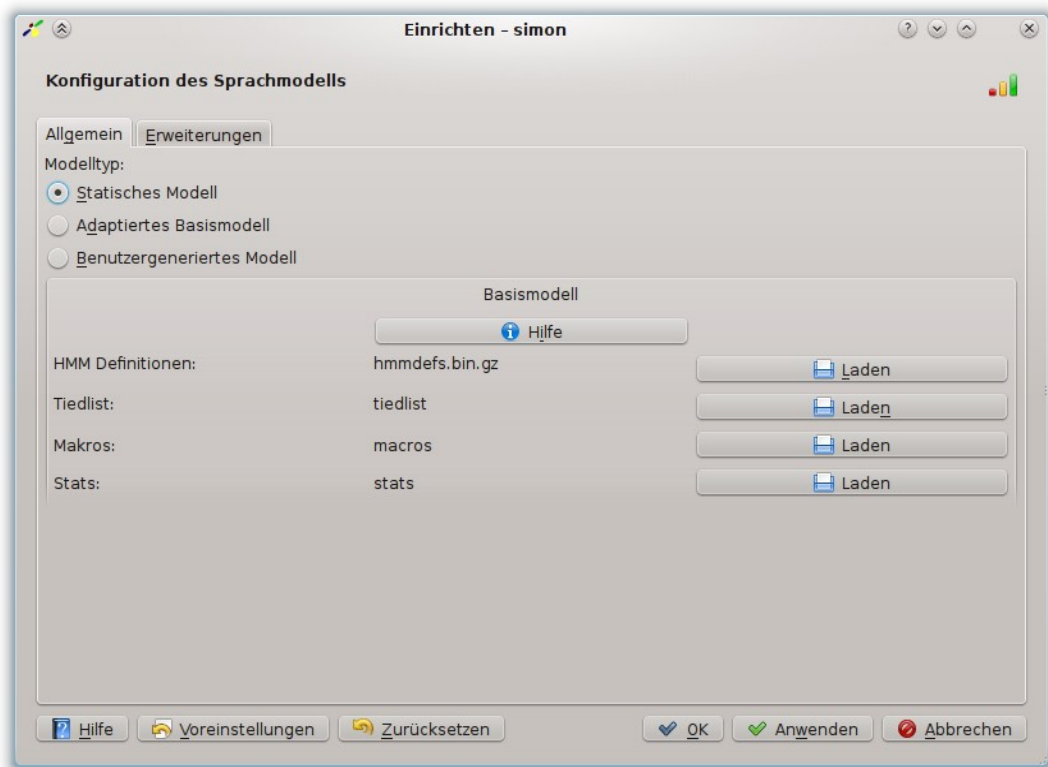 Einrichten – simon
Konfiguration des Sprachmodells
Allgemein Erweiterungen
Modelltyp:
Statisches Modell
Adaptiertes Basismodell
Benutzergeneriertes Modell
Basismodell
Hilfe
HMM Definitionen: hmmdefs.bin.gz Laden
Tiedlist: tiedlist Laden
Makros: macros Laden
Stats: stats Laden
Hilfe Voreinstellungen Zurücksetzen OK Anwenden Abbrechen